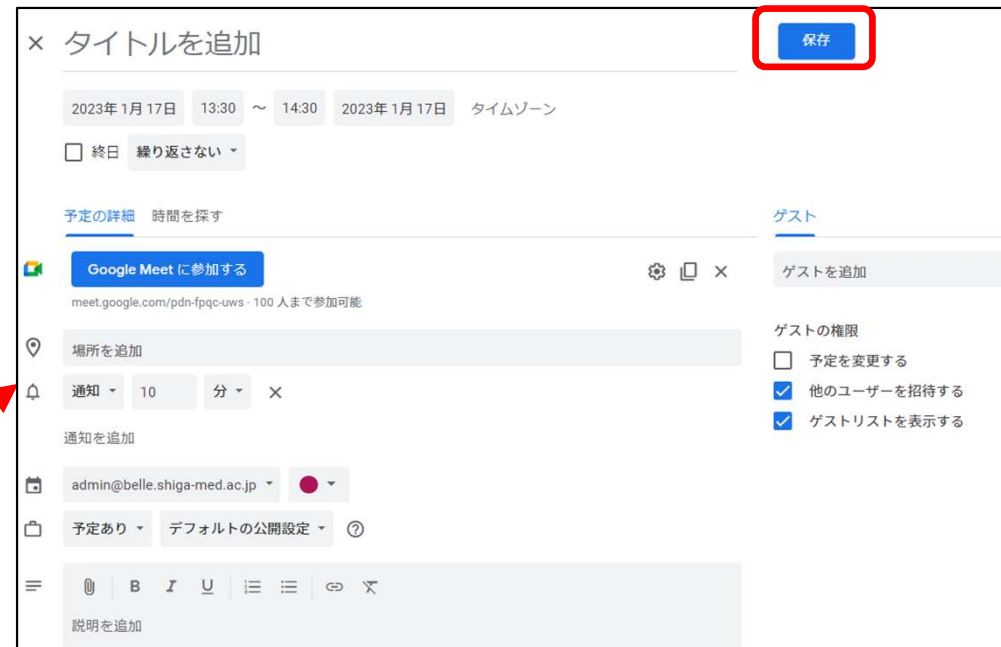 タイトルを追加
保存
2023年 1月 17日 13:30 ～ 14:30 2023年 1月 17日 タイムゾーン
終日 繰り返さない
予定の詳細 時間を探す
ゲスト
Google Meet に参加する
ゲストを追加
meet.google.com/pdn-fpqc-uws · 100 人まで参加可能
ゲストの権限
場所を追加
予定を変更する
通知 10 分
他のユーザーを招待する
ゲストリストを表示する
通知を追加
admin@belle.shiga-med.ac.jp
予定あり デフォルトの公開設定
B I U
説明を追加